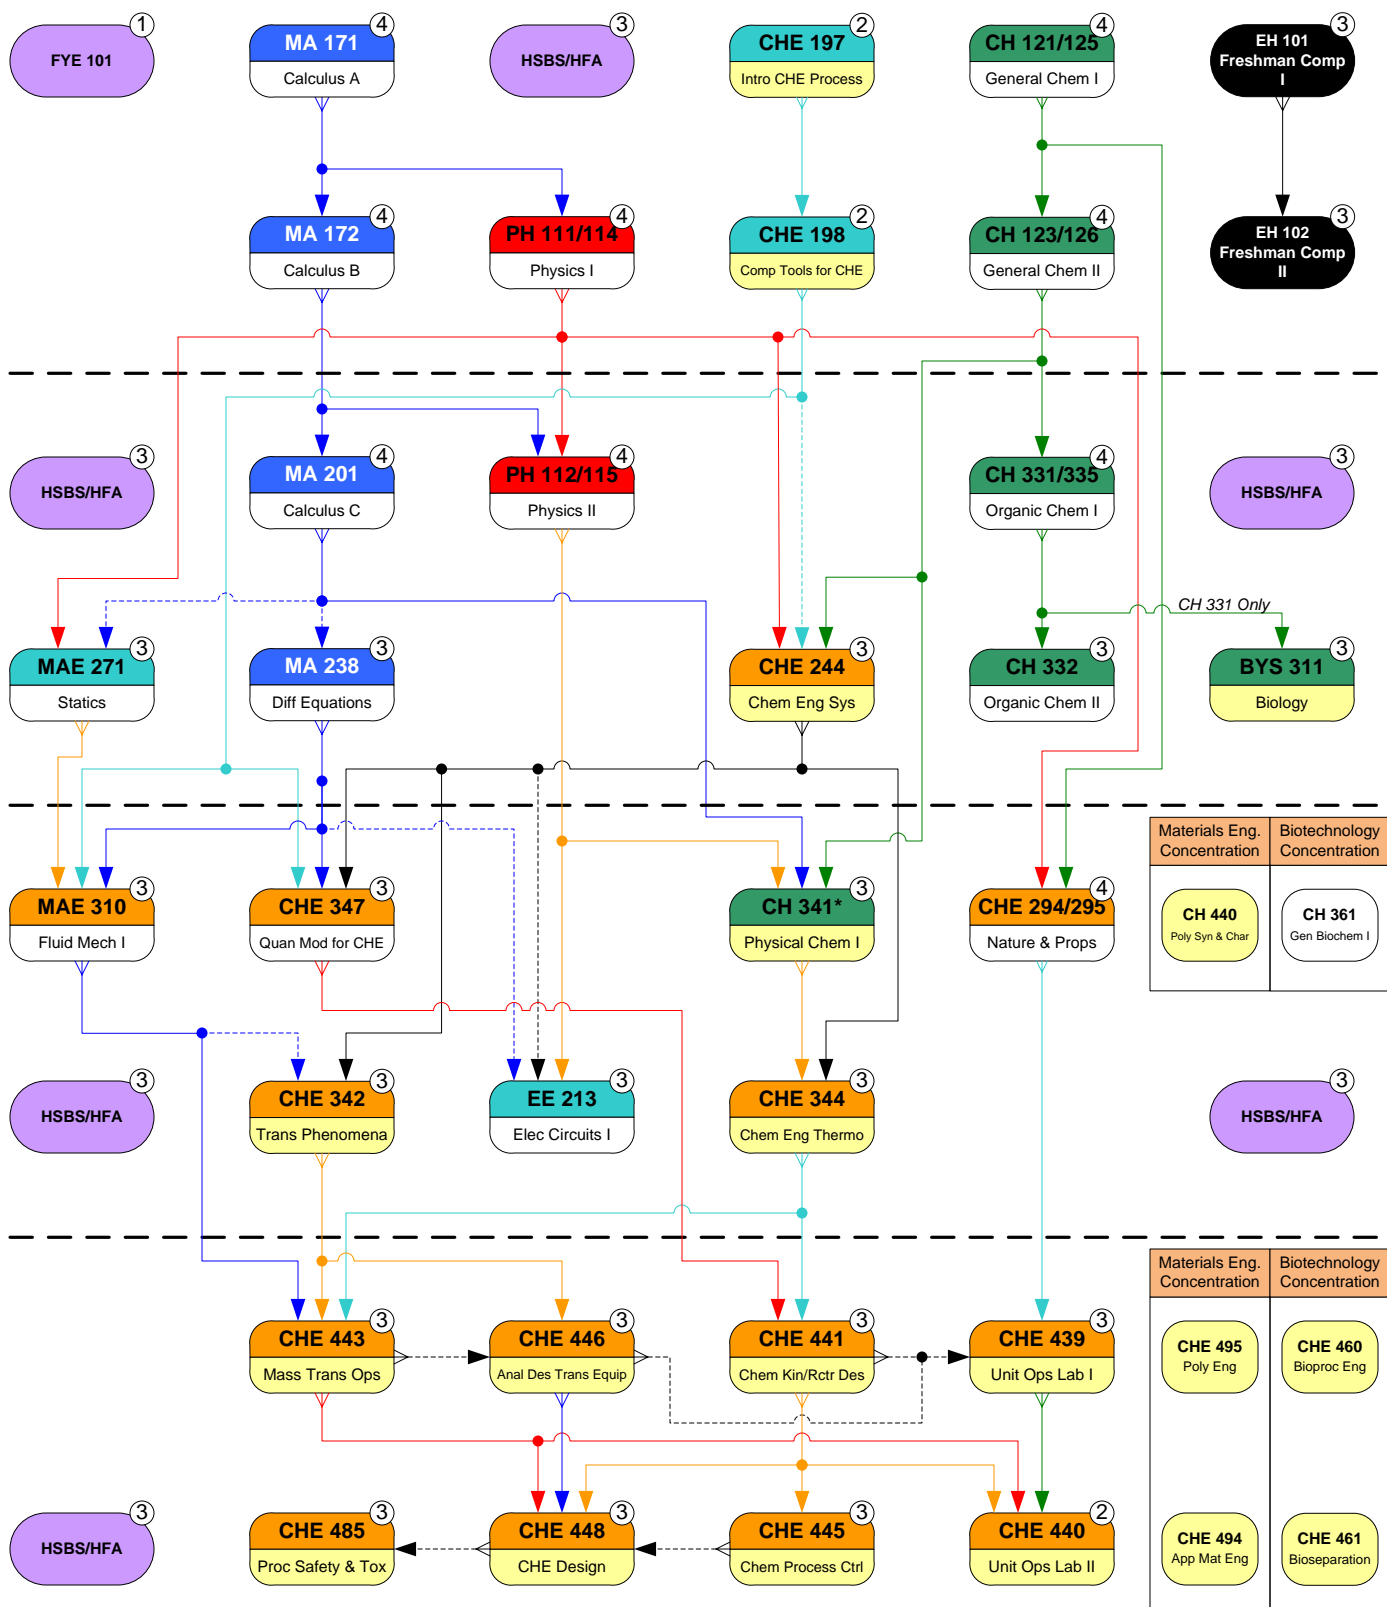 1
FYE 101
4
MA 171
Calculus A
3
HSBS/HFA
2
CHE 197
Intro CHE Process
4
CH 121/125
General Chem I
3
EH 101
Freshman Comp
I
4
MA 172
Calculus B
4
PH 111/114
Physics I
2
CHE 198
Comp Tools for CHE
4
CH 123/126
General Chem II
3
EH 102
Freshman Comp
II
3
HSBS/HFA
4
MA 201
Calculus C
4
PH 112/115
Physics II
4
CH 331/335
Organic Chem I
3
HSBS/HFA
CH 331 Only
3
MAE 271
Statics
3
MA 238
Diff Equations
3
CHE 244
Chem Eng Sys
3
CH 332
Organic Chem II
3
BYS 311
Biology
Materials Eng.
Concentration
Biotechnology
Concentration
3
MAE 310
Fluid Mech I
3
CHE 347
Quan Mod for CHE
3
CH 341*
Physical Chem I
4
CHE 294/295
Nature & Props
CH 440
Poly Syn & Char
CH 361
Gen Biochem I
3
HSBS/HFA
3
CHE 342
Trans Phenomena
3
EE 213
Elec Circuits I
3
CHE 344
Chem Eng Thermo
3
HSBS/HFA
Materials Eng.
Concentration
Biotechnology
Concentration
3
CHE 443
Mass Trans Ops
3
CHE 446
Anal Des Trans Equip
3
CHE 441
Chem Kin/Rctr Des
3
CHE 439
Unit Ops Lab I
CHE 495
Poly Eng
CHE 460
Bioproc Eng
3
HSBS/HFA
3
CHE 485
Proc Safety & Tox
3
CHE 448
CHE Design
3
CHE 445
Chem Process Ctrl
2
CHE 440
Unit Ops Lab II
CHE 494
App Mat Eng
CHE 461
Bioseparation